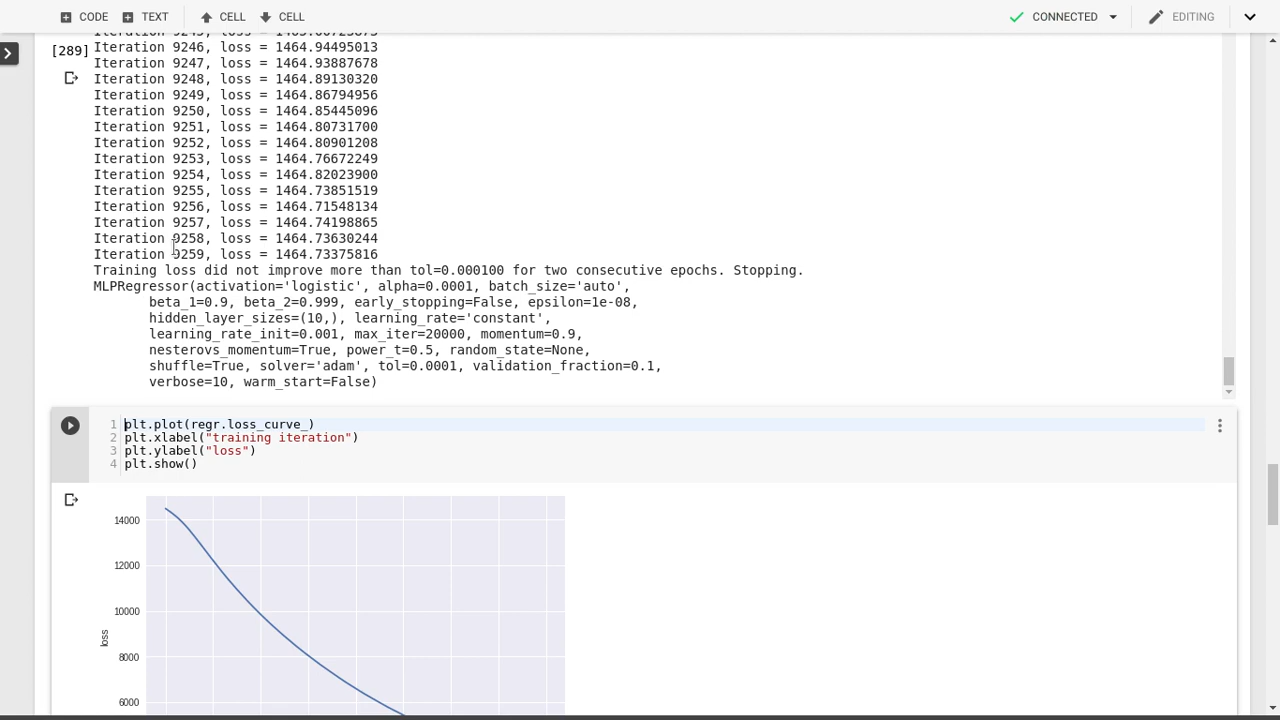 CODE TEXT CELL CELL CONNECTED EDITING
[289]
Iteration 9246, loss = 1464.94495013
Iteration 9247, loss = 1464.93887678
Iteration 9248, loss = 1464.89130320
Iteration 9249, loss = 1464.86794956
Iteration 9250, loss = 1464.85445096
Iteration 9251, loss = 1464.80731700
Iteration 9252, loss = 1464.80901208
Iteration 9253, loss = 1464.76672249
Iteration 9254, loss = 1464.82023900
Iteration 9255, loss = 1464.73851519
Iteration 9256, loss = 1464.71548134
Iteration 9257, loss = 1464.74198865
Iteration 9258, loss = 1464.73630244
Iteration 9259, loss = 1464.73375816
Training loss did not improve more than tol=0.000100 for two consecutive epochs. Stopping.
MLPRegressor(activation='logistic', alpha=0.0001, batch_size='auto',
beta_1=0.9, beta_2=0.999, early_stopping=False, epsilon=1e-08,
hidden_layer_sizes=(10,), learning_rate='constant',
learning_rate_init=0.001, max_iter=20000, momentum=0.9,
nesterovs_momentum=True, power_t=0.5, random_state=None,
shuffle=True, solver='adam', tol=0.0001, validation_fraction=0.1,
verbose=10, warm_start=False)
1 plt.plot(regr.loss_curve_)
2 plt.xlabel("training iteration")
3 plt.ylabel("loss")
4 plt.show()
14000
12000
10000
loss
8000
6000